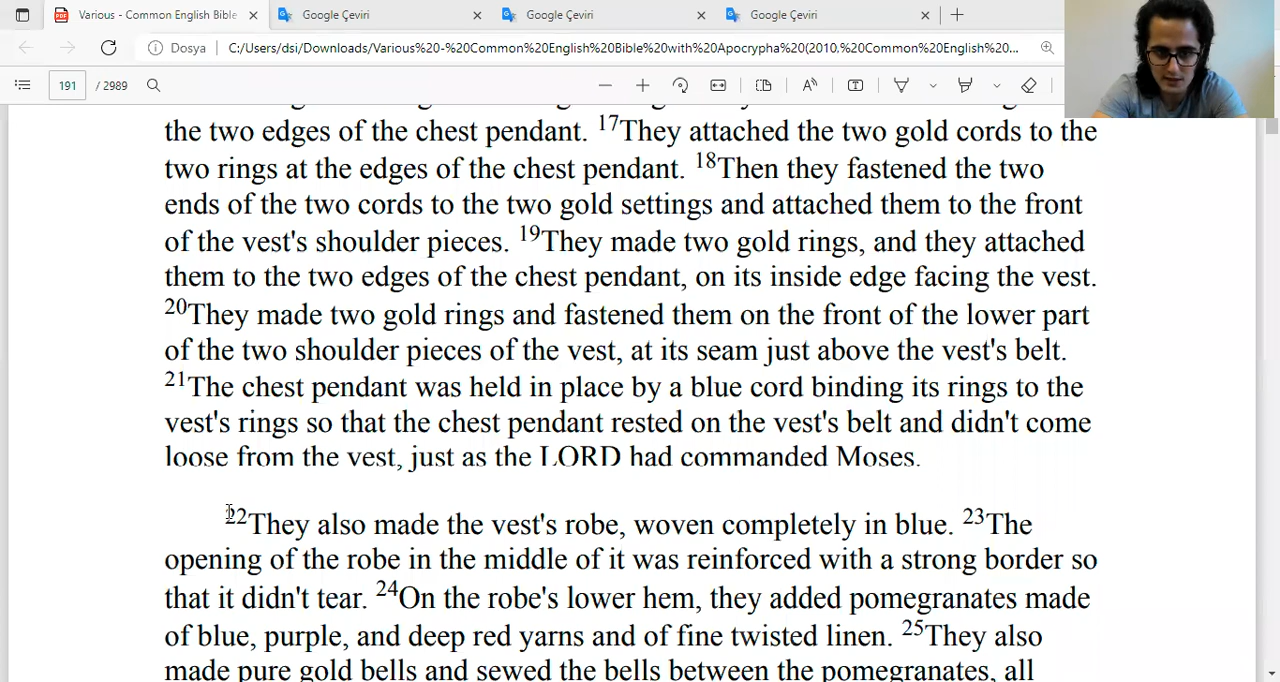 Various - Common English Bible
Google Çeviri
Google Çeviri
Google Çeviri
Dosya
C:/Users/dsi/Downloads/Various%20-%20Common%20English%20Bible%20with%20Apocrypha%20(2010.%20Common%20English%20...
191 / 2989
the two edges of the chest pendant. 17They attached the two gold cords to the
two rings at the edges of the chest pendant. 18Then they fastened the two
ends of the two cords to the two gold settings and attached them to the front
of the vest's shoulder pieces. 19They made two gold rings, and they attached
them to the two edges of the chest pendant, on its inside edge facing the vest.
20They made two gold rings and fastened them on the front of the lower part
of the two shoulder pieces of the vest, at its seam just above the vest's belt.
21The chest pendant was held in place by a blue cord binding its rings to the
vest's rings so that the chest pendant rested on the vest's belt and didn't come
loose from the vest, just as the LORD had commanded Moses.
22They also made the vest's robe, woven completely in blue. 23The
opening of the robe in the middle of it was reinforced with a strong border so
that it didn't tear. 24On the robe's lower hem, they added pomegranates made
of blue, purple, and deep red yarns and of fine twisted linen. 25They also
made pure gold bells and sewed the bells between the pomegranates, all